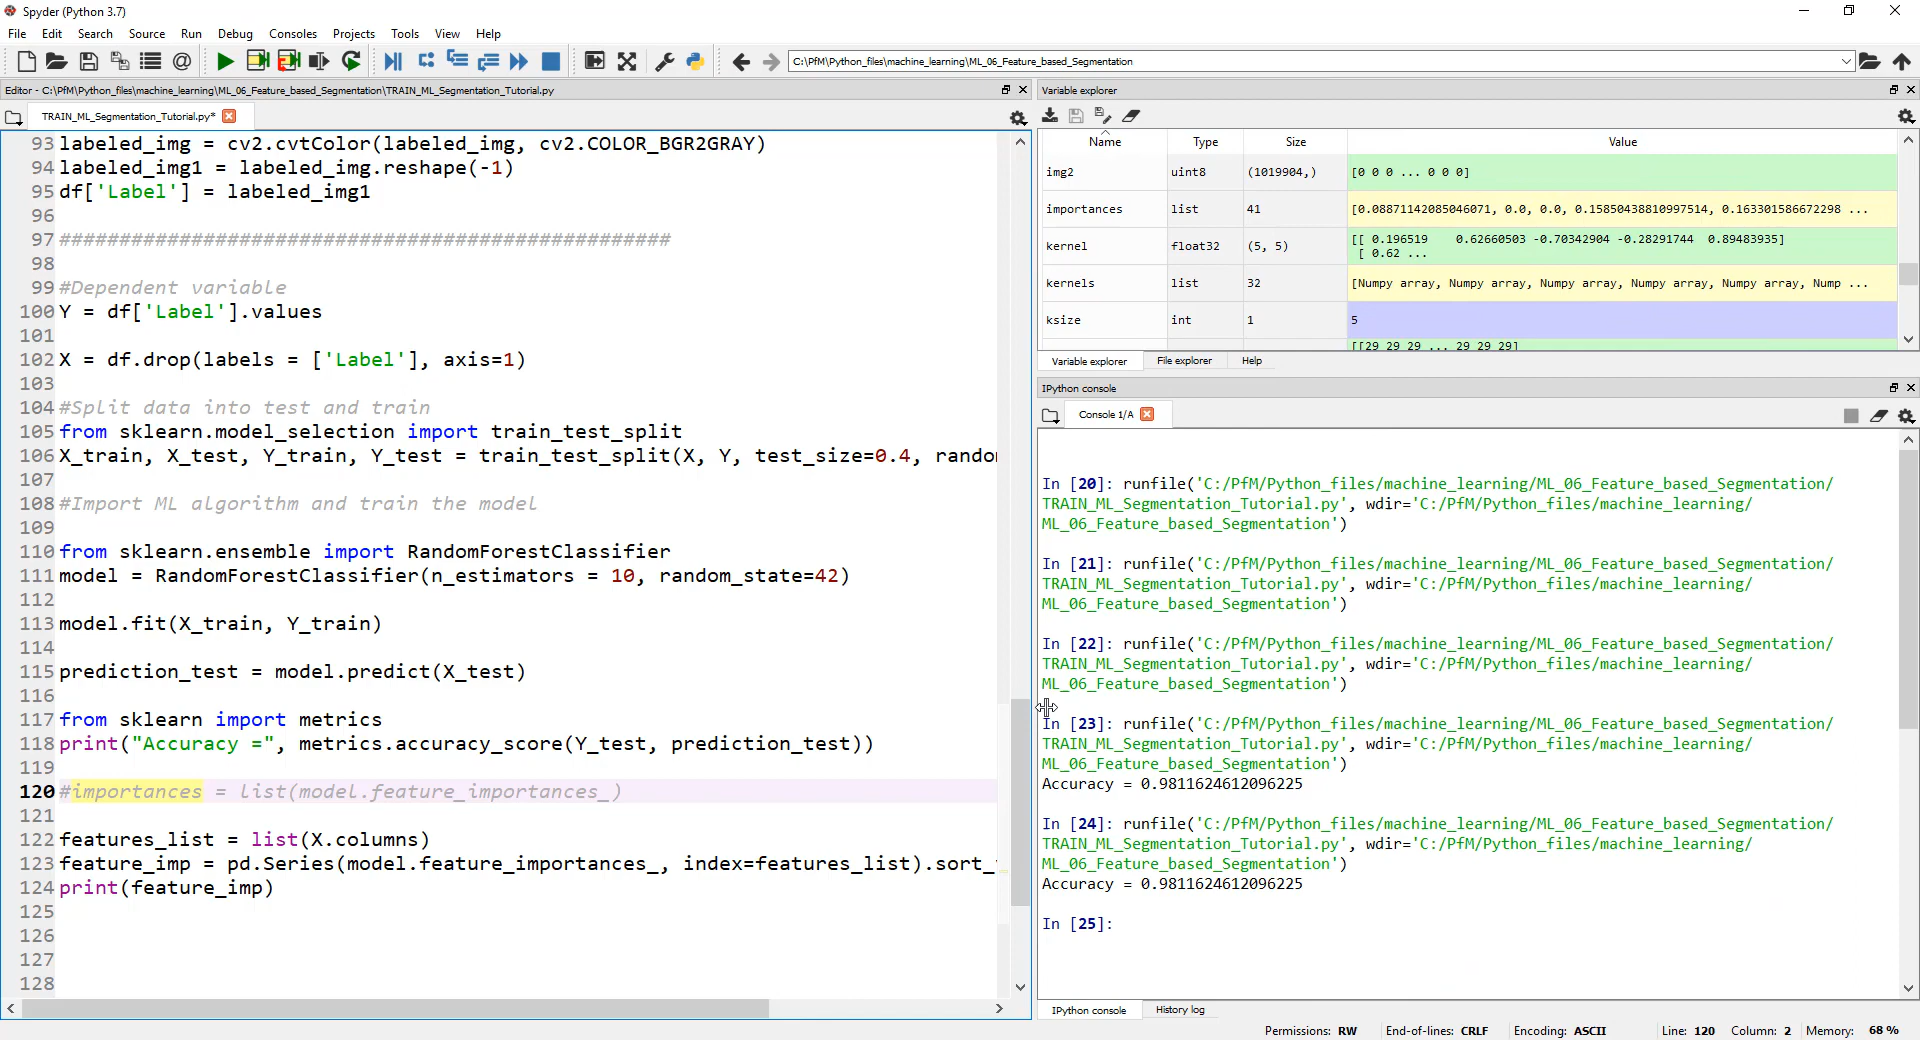 Spyder (Python 3.7)
File Edit Search Source Run Debug Consoles Projects Tools View Help
C:\PfM\Python_files\machine_learning\ML_06_Feature_based_Segmentation
Editor - C:\PfM\Python_files\machine_learning\ML_06_Feature_based_Segmentation\TRAIN_ML_Segmentation_Tutorial.py
TRAIN_ML_Segmentation_Tutorial.py*
93 labeled_img = cv2.cvtColor(labeled_img, cv2.COLOR_BGR2GRAY)
94 labeled_img1 = labeled_img.reshape(-1)
95 df['Label'] = labeled_img1
96
97 ###################################################
98
99 #Dependent variable
100 Y = df['Label'].values
101
102 X = df.drop(labels = ['Label'], axis=1)
103
104 #Split data into test and train
105 from sklearn.model_selection import train_test_split
106 X_train, X_test, Y_train, Y_test = train_test_split(X, Y, test_size=0.4, rando
107
108 #Import ML algorithm and train the model
109
110 from sklearn.ensemble import RandomForestClassifier
111 model = RandomForestClassifier(n_estimators = 10, random_state=42)
112
113 model.fit(X_train, Y_train)
114
115 prediction_test = model.predict(X_test)
116
117 from sklearn import metrics
118 print("Accuracy =", metrics.accuracy_score(Y_test, prediction_test))
119
120 #importances = list(model.feature_importances_)
121
122 features_list = list(X.columns)
123 feature_imp = pd.Series(model.feature_importances_, index=features_list).sort_
124 print(feature_imp)
125
126
127
128
Variable explorer
Name Type Size Value
img2 uint8 (1019904,) [0 0 0 ... 0 0 0]
importances list 41 [0.08871142085046071, 0.0, 0.0, 0.15850438810997514, 0.163301586672298 ...
kernel float32 (5, 5) [[ 0.196519 0.62660503 -0.70342904 -0.28291744 0.89483935]
[ 0.62 ...
kernels list 32 [Numpy array, Numpy array, Numpy array, Numpy array, Numpy array, Nump ...
ksize int 1 5
[[29 29 29 ... 29 29 29]
Variable explorer File explorer Help
IPython console
Console 1/A
In [20]: runfile('C:/PfM/Python_files/machine_learning/ML_06_Feature_based_Segmentation/
TRAIN_ML_Segmentation_Tutorial.py', wdir='C:/PfM/Python_files/machine_learning/
ML_06_Feature_based_Segmentation')
In [21]: runfile('C:/PfM/Python_files/machine_learning/ML_06_Feature_based_Segmentation/
TRAIN_ML_Segmentation_Tutorial.py', wdir='C:/PfM/Python_files/machine_learning/
ML_06_Feature_based_Segmentation')
In [22]: runfile('C:/PfM/Python_files/machine_learning/ML_06_Feature_based_Segmentation/
TRAIN_ML_Segmentation_Tutorial.py', wdir='C:/PfM/Python_files/machine_learning/
ML_06_Feature_based_Segmentation')
In [23]: runfile('C:/PfM/Python_files/machine_learning/ML_06_Feature_based_Segmentation/
TRAIN_ML_Segmentation_Tutorial.py', wdir='C:/PfM/Python_files/machine_learning/
ML_06_Feature_based_Segmentation')
Accuracy = 0.9811624612096225
In [24]: runfile('C:/PfM/Python_files/machine_learning/ML_06_Feature_based_Segmentation/
TRAIN_ML_Segmentation_Tutorial.py', wdir='C:/PfM/Python_files/machine_learning/
ML_06_Feature_based_Segmentation')
Accuracy = 0.9811624612096225
In [25]:
IPython console History log
Permissions: RW End-of-lines: CRLF Encoding: ASCII Line: 120 Column: 2 Memory: 68 %